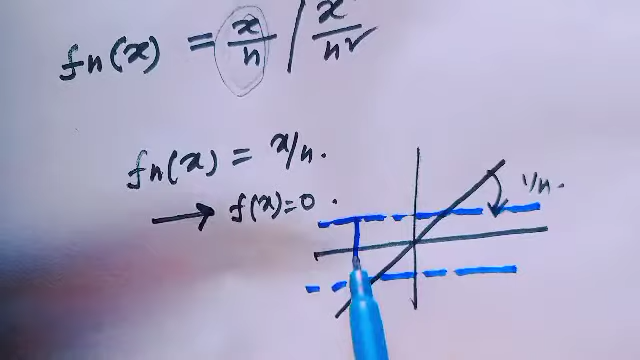 fn(x) = x/n / x/n²
fn(x) = x/n.
→ f(x)=0.
1/n.